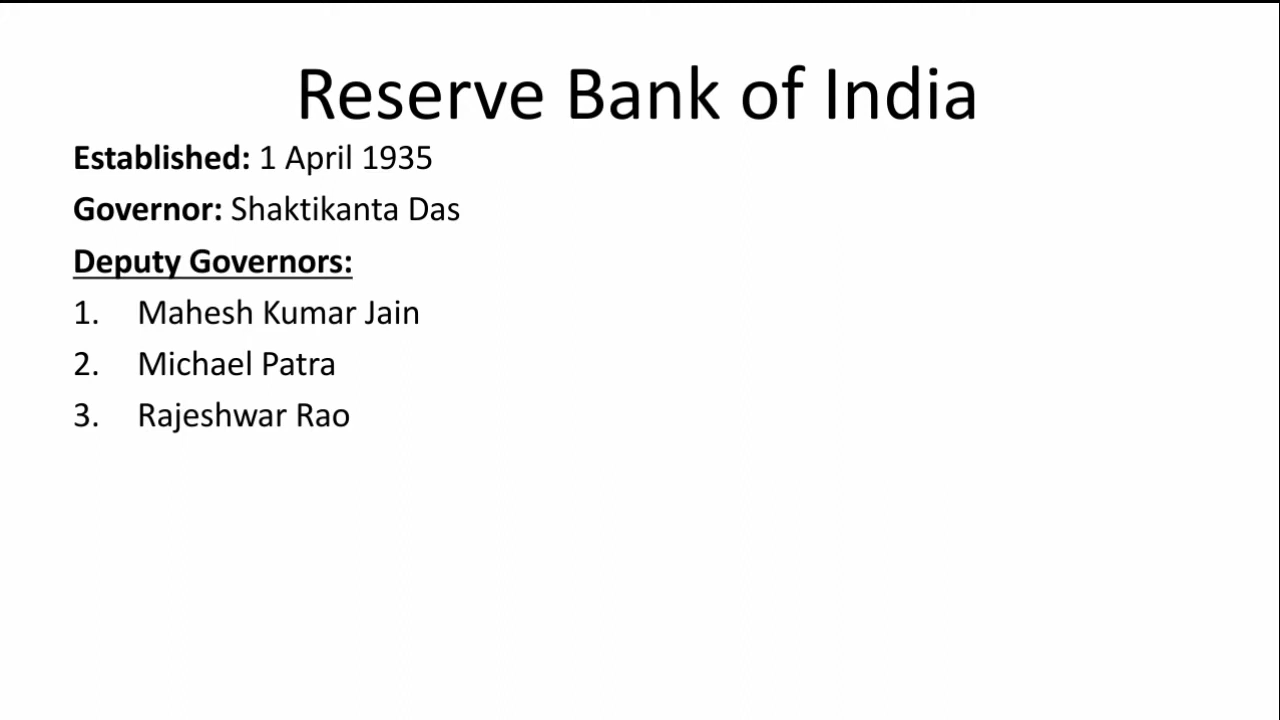 Reserve Bank of India
Established: 1 April 1935
Governor: Shaktikanta Das
Deputy Governors:
1. Mahesh Kumar Jain
2. Michael Patra
3. Rajeshwar Rao